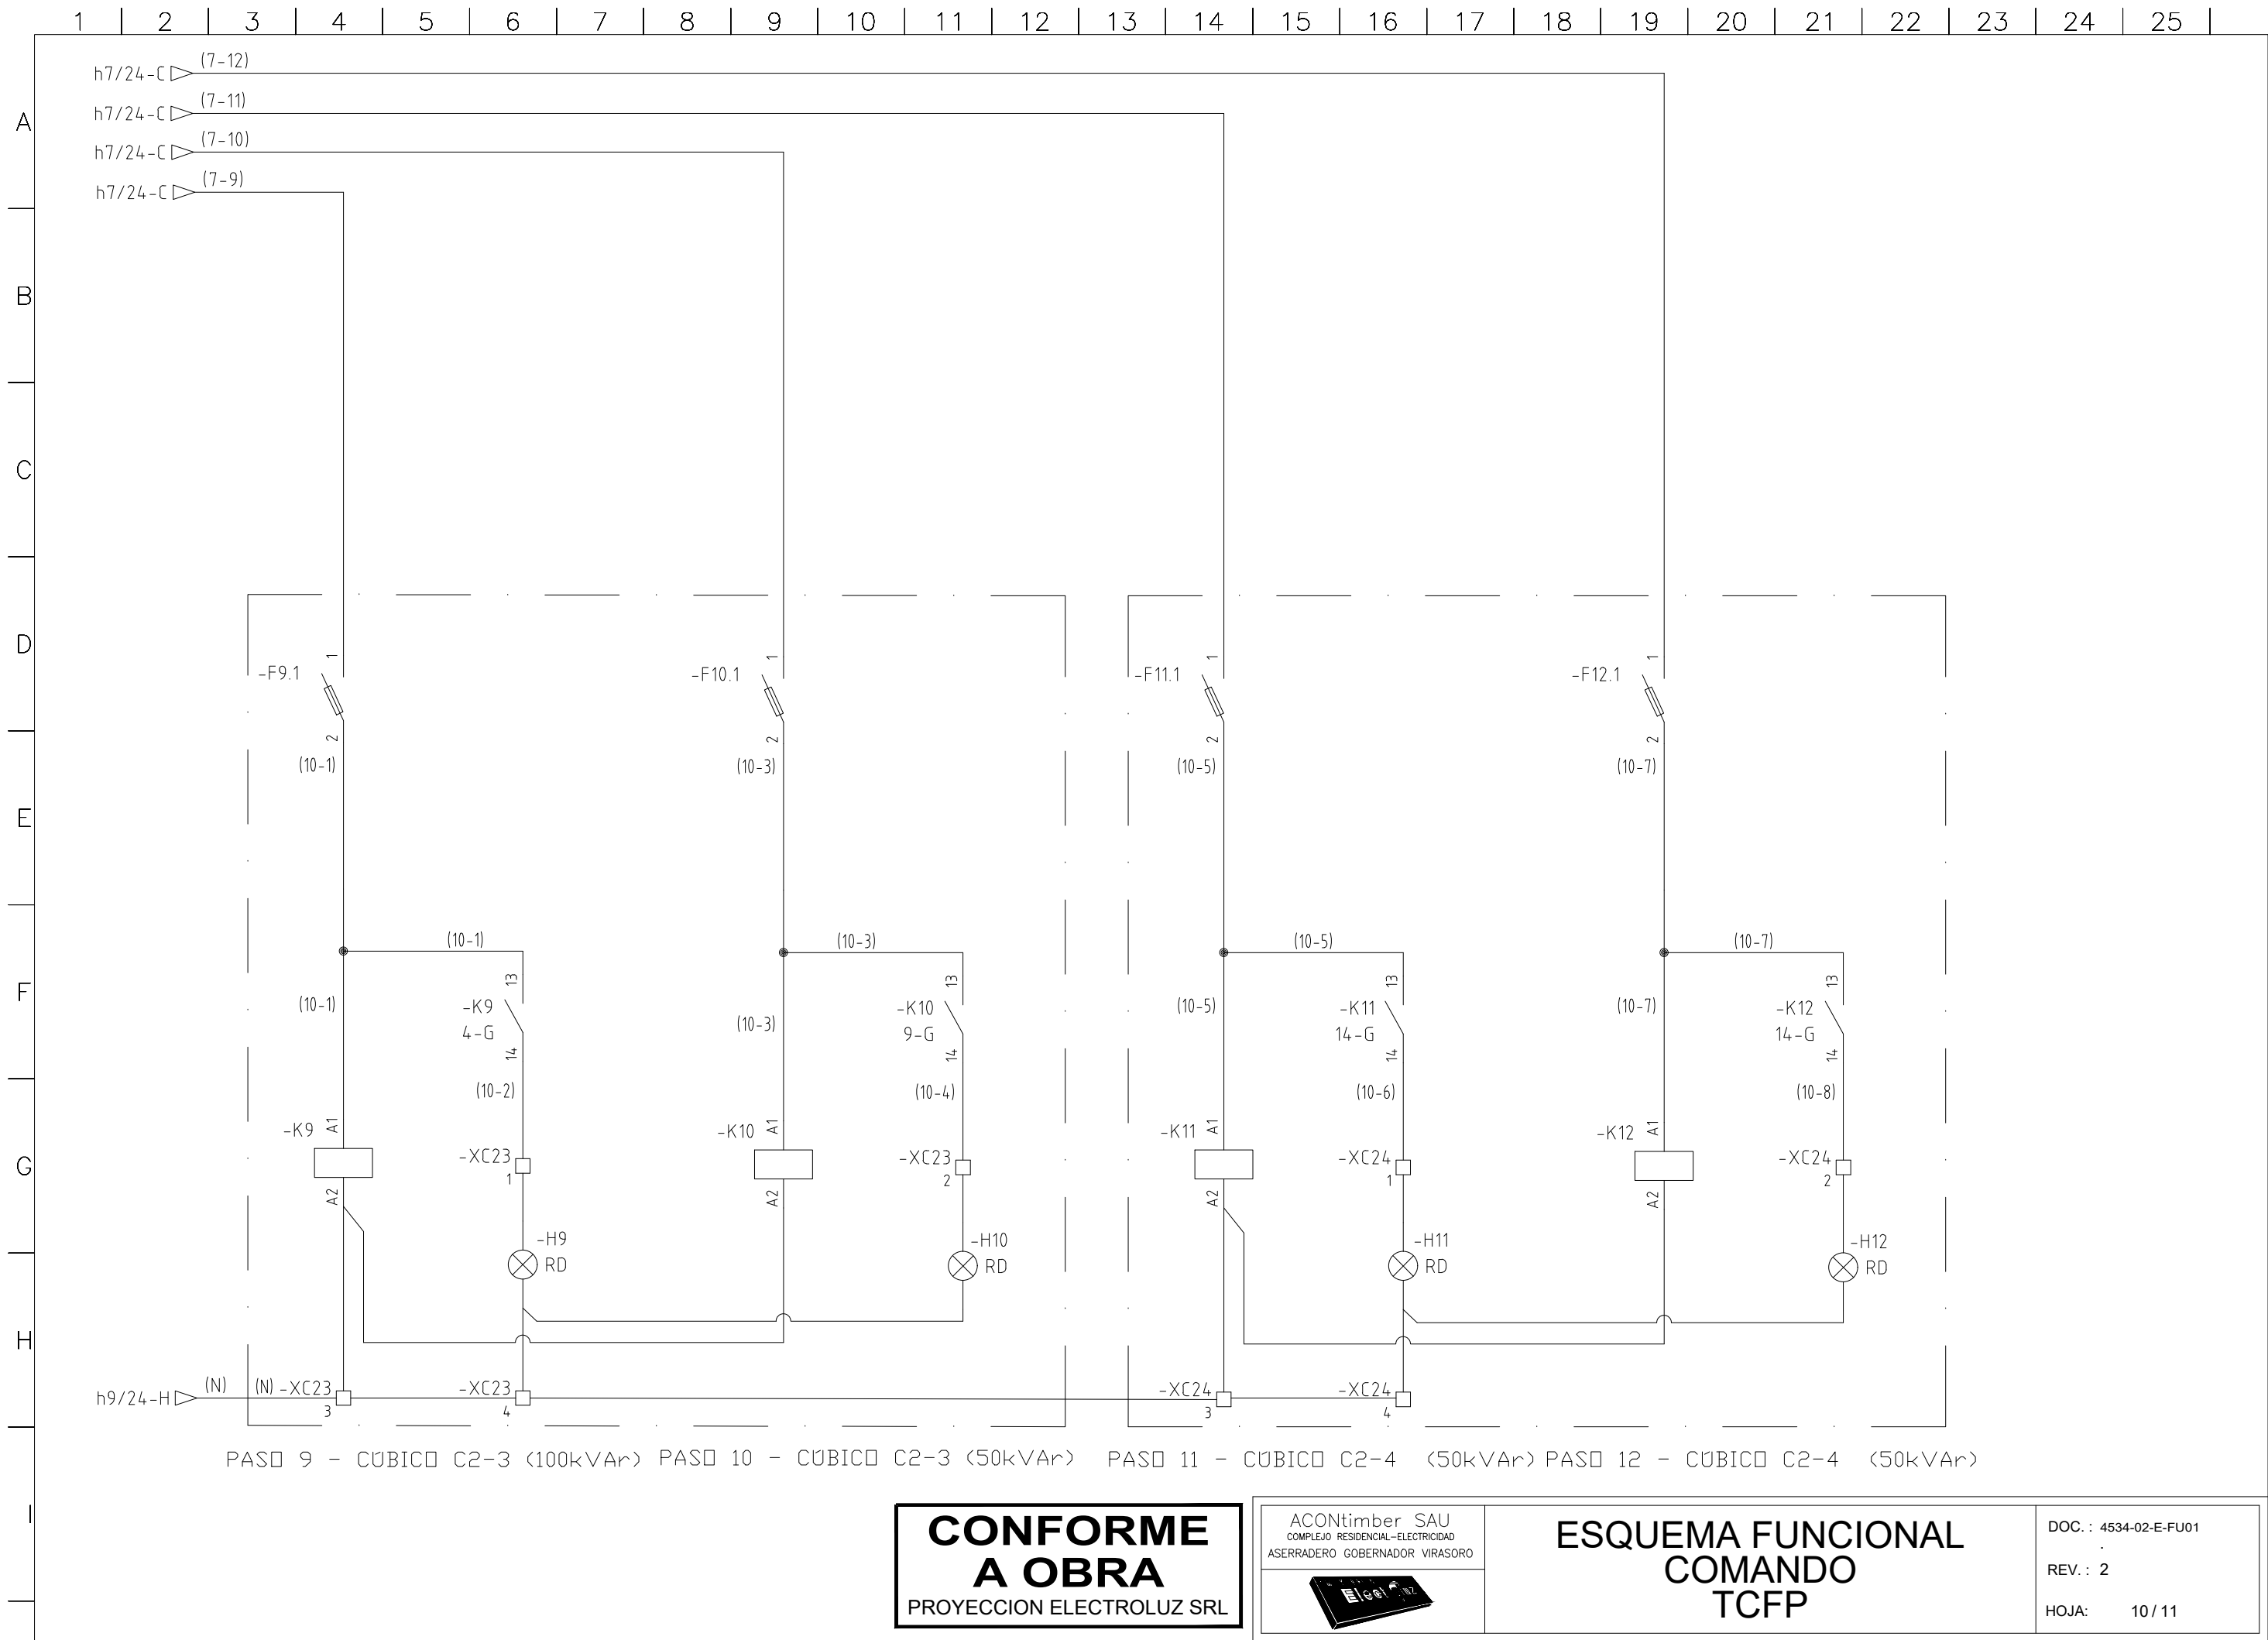 1 2 3 4 5 6 7 8 9 10 11 12 13 14 15 16 17 18 19 20 21 22 23 24 25
h7/24-C (7-12)
h7/24-C (7-11)
A
h7/24-C (7-10)
h7/24-C (7-9)
B
C
D
1 1 1 1
-F9.1 -F10.1 -F11.1 -F12.1
2 2 2 2
(10-1) (10-3) (10-5) (10-7)
E
(10-1) (10-3) (10-5) (10-7)
13 13 13 13
F
(10-1) -K9 (10-3) -K10 (10-5) -K11 (10-7) -K12
4-G 9-G 14-G 14-G
14 14 14 14
(10-2) (10-4) (10-6) (10-8)
-K9 A1 -K10 A1 -K11 A1 -K12 A1
G
-XC23 -XC23 -XC24 -XC24
1 2 1 2
A2 A2 A2 A2
-H9 -H10 -H11 -H12
RD RD RD RD
H
h9/24-H (N) (N) -XC23 -XC23 -XC24 -XC24
3 4 3 4
PASO 9 - CÚBICO C2-3 (100kVAr) PASO 10 - CÚBICO C2-3 (50kVAr) PASO 11 - CÚBICO C2-4 (50kVAr) PASO 12 - CÚBICO C2-4 (50kVAr)
I
CONFORME
A OBRA
PROYECCION ELECTROLUZ SRL
ACONtimber SAU
COMPLEJO RESIDENCIAL-ELECTRICIDAD
ASERRADERO GOBERNADOR VIRASORO
ESQUEMA FUNCIONAL
COMANDO
TCFP
DOC. : 4534-02-E-FU01
.
REV. : 2
HOJA: 10 / 11